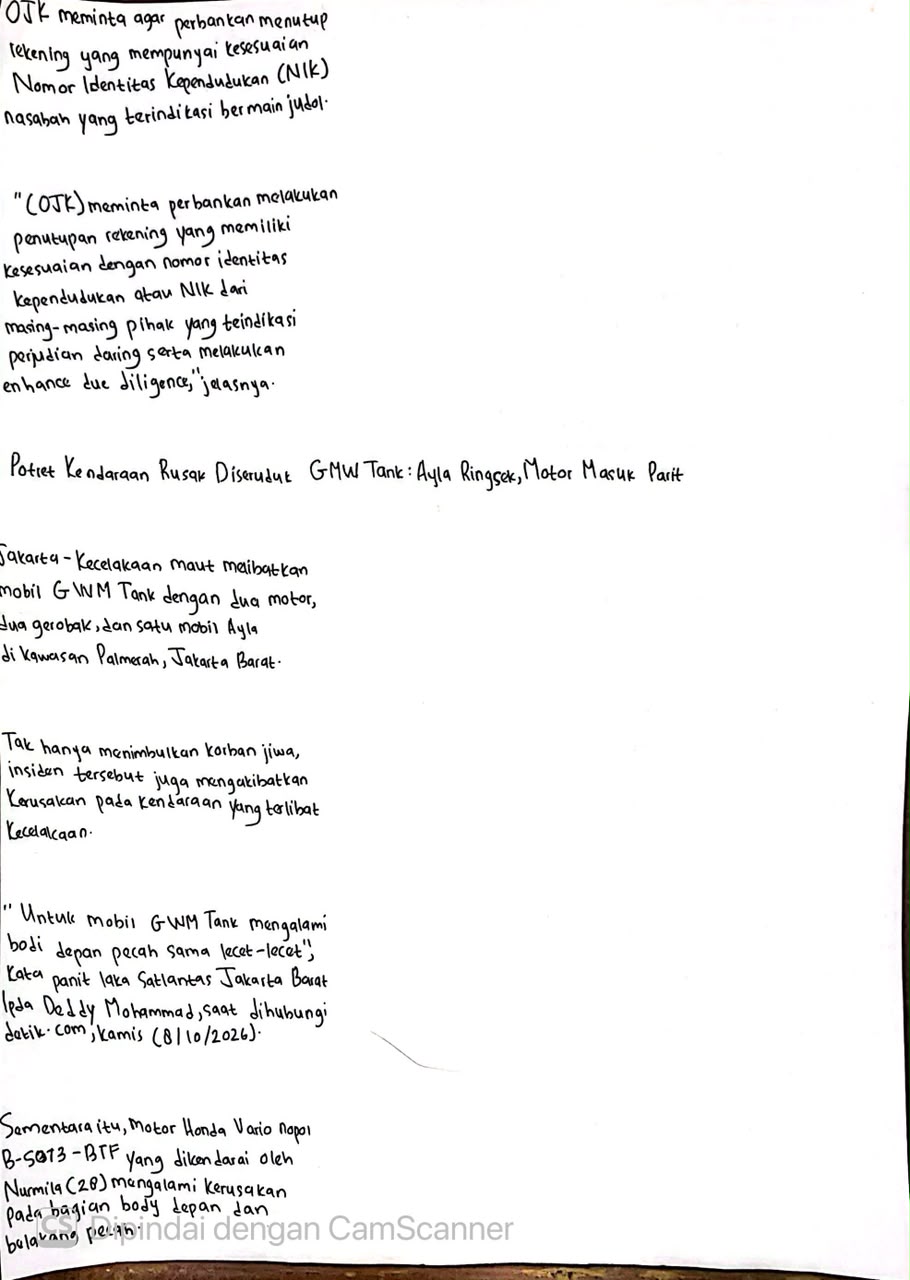 OJK meminta agar perbankan menutup
rekening yang mempunyai kesesuaian
Nomor Identitas Kependudukan (NIK)
nasabah yang terindikasi bermain judol.
"(OJK) meminta perbankan melakukan
penutupan rekening yang memiliki
kesesuaian dengan nomor identitas
kependudukan atau NIK dari
masing-masing pihak yang teindikasi
perjudian daring serta melakukan
enhance due diligence," jelasnya.
Potret Kendaraan Rusak Diserudut GMW Tank: Ayla Ringsek, Motor Masuk Parit
Jakarta - Kecelakaan maut melibatkan
mobil GWM Tank dengan dua motor,
dua gerobak, dan satu mobil Ayla
di kawasan Palmerah, Jakarta Barat.
Tak hanya menimbulkan korban jiwa,
insiden tersebut juga mengakibatkan
kerusakan pada kendaraan yang terlibat
kecelakaan.
"Untuk mobil GWM Tank mengalami
bodi depan pecah sama lecet-lecet",
kata panit laka Satlantas Jakarta Barat
Ipda Deddy Mohammad, saat dihubungi
detik.com, kamis (8/10/2026).
Sementara itu, Motor Honda Vario nopol
B-5073-BTF yang dikendarai oleh
Nurmila (28) mengalami kerusakan
pada bagian body depan dan
belakang pecah.
CS Dipindai dengan CamScanner